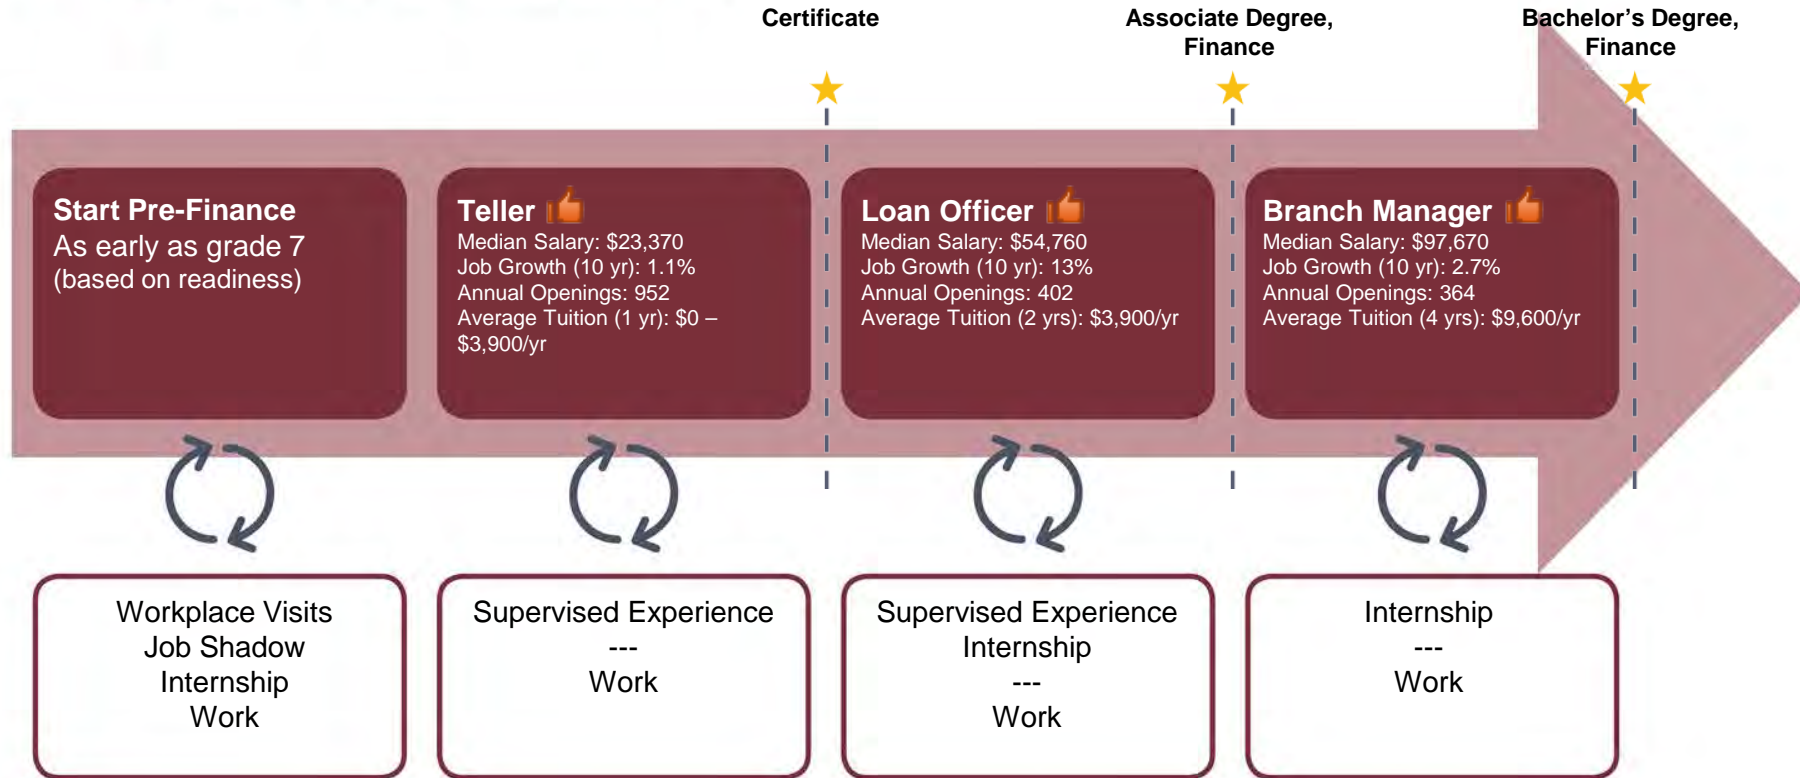 Certificate
Associate Degree,
Finance
Bachelor's Degree,
Finance
Start Pre-Finance
As early as grade 7
(based on readiness)
Teller
Median Salary: $23,370
Job Growth (10 yr): 1.1%
Annual Openings: 952
Average Tuition (1 yr): $0 –
$3,900/yr
Loan Officer
Median Salary: $54,760
Job Growth (10 yr): 13%
Annual Openings: 402
Average Tuition (2 yrs): $3,900/yr
Branch Manager
Median Salary: $97,670
Job Growth (10 yr): 2.7%
Annual Openings: 364
Average Tuition (4 yrs): $9,600/yr
Workplace Visits
Job Shadow
Internship
Work
Supervised Experience
---
Work
Supervised Experience
Internship
---
Work
Internship
---
Work